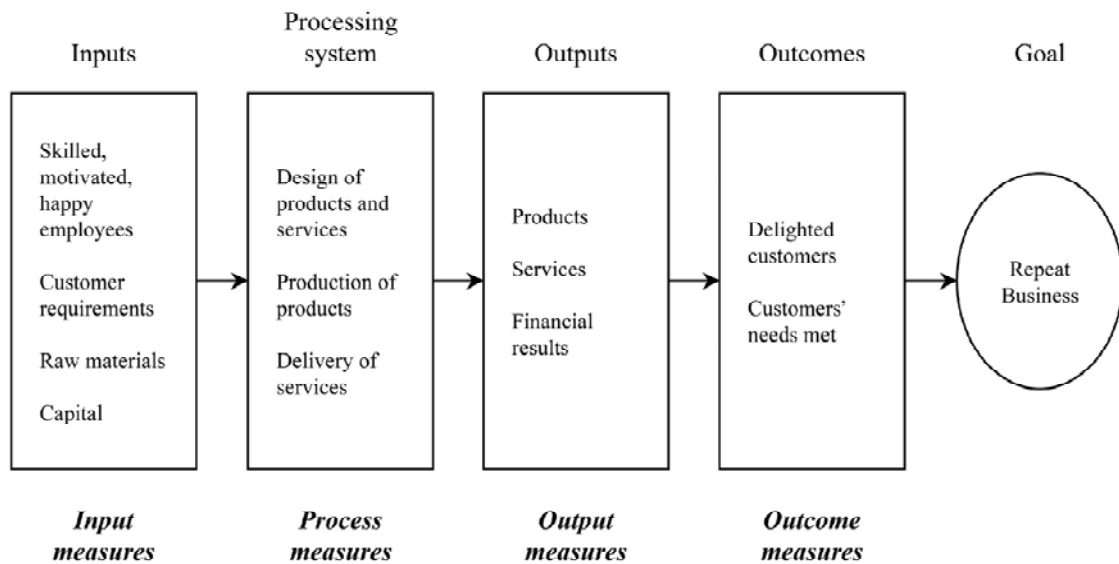 Inputs
Processing
system
Outputs
Outcomes
Goal
Skilled,
motivated,
happy
employees
Customer
requirements
Raw materials
Capital
Design of
products and
services
Production of
products
Delivery of
services
Products
Services
Financial
results
Delighted
customers
Customers’
needs met
Repeat
Business
Input
measures
Process
measures
Output
measures
Outcome
measures